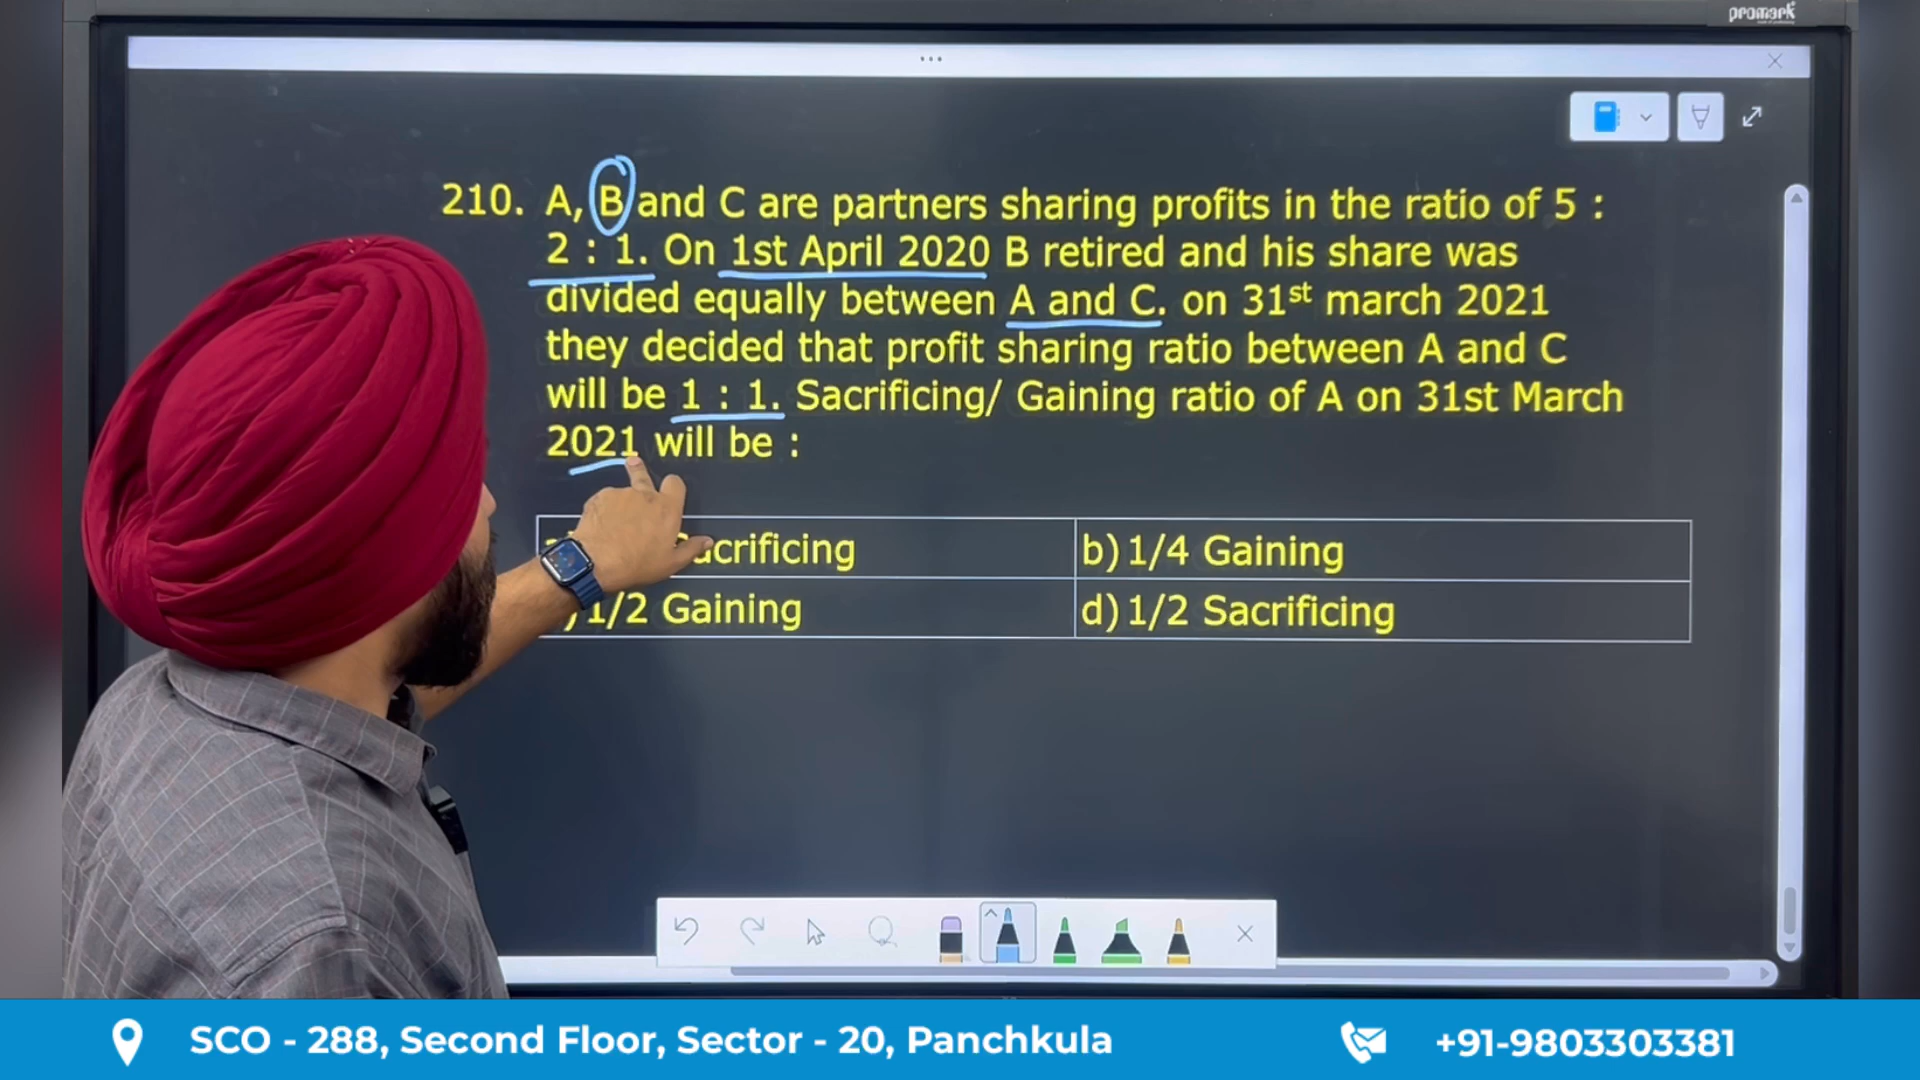 promark
210. A, B and C are partners sharing profits in the ratio of 5 :
2 : 1. On 1st April 2020 B retired and his share was
divided equally between A and C. on 31st march 2021
they decided that profit sharing ratio between A and C
will be 1 : 1. Sacrificing/ Gaining ratio of A on 31st March
2021 will be :
Sacrificing
b) 1/4 Gaining
) 1/2 Gaining
d) 1/2 Sacrificing
SCO - 288, Second Floor, Sector - 20, Panchkula
+91-9803303381